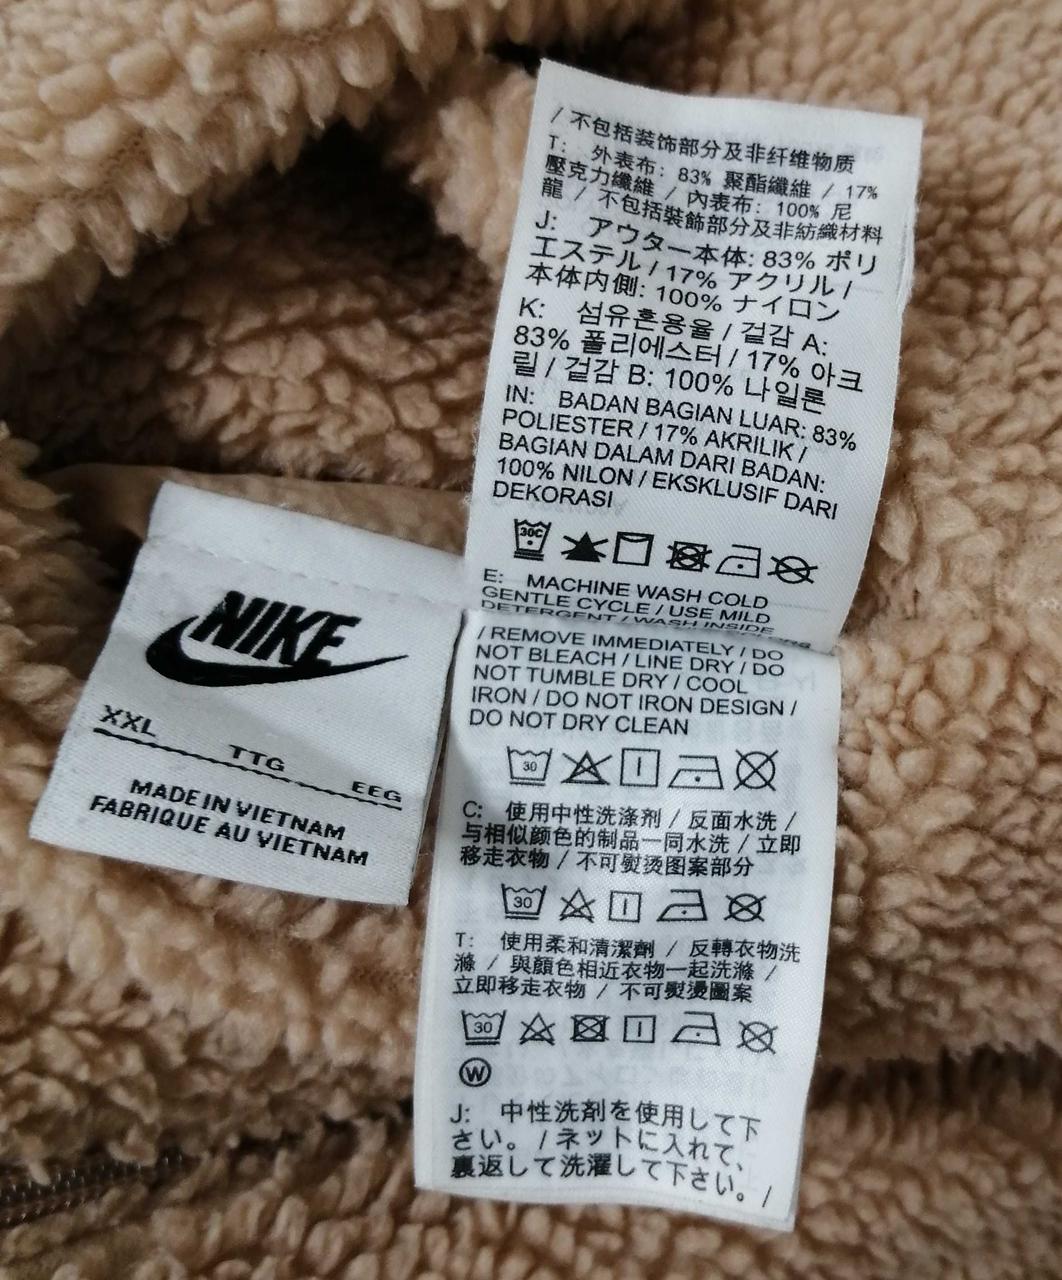 / 不包括装饰部分及非纤维物质
T: 外表布: 83% 聚酯纖維 / 17%
壓克力纖維 / 內表布: 100% 尼
龍 / 不包括裝飾部分及非紡織材料
J: アウター本体: 83% ポリ
エステル / 17% アクリル /
本体内側: 100% ナイロン
K: 섬유혼용율 / 겉감 A:
83% 폴리에스터 / 17% 아크
릴 / 겉감 B: 100% 나일론
IN: BADAN BAGIAN LUAR: 83%
POLIESTER / 17% AKRILIK /
BAGIAN DALAM DARI BADAN:
100% NILON / EKSKLUSIF DARI
DEKORASI
30C
E: MACHINE WASH COLD
GENTLE CYCLE / USE MILD
DETERGENT / WASH INSIDE
/ REMOVE IMMEDIATELY / DO
NOT BLEACH / LINE DRY / DO
NOT TUMBLE DRY / COOL
IRON / DO NOT IRON DESIGN /
DO NOT DRY CLEAN
30
C: 使用中性洗涤剂 / 反面水洗 /
与相似颜色的制品一同水洗 / 立即
移走衣物 / 不可熨烫图案部分
30
T: 使用柔和清潔劑 / 反轉衣物洗
滌 / 與顏色相近衣物一起洗滌 /
立即移走衣物 / 不可熨燙圖案
30
W
J: 中性洗剤を使用して下
さい。 / ネットに入れて、
裏返して洗濯して下さい。 /
NIKE
XXL TTG EEG
MADE IN VIETNAM
FABRIQUE AU VIETNAM